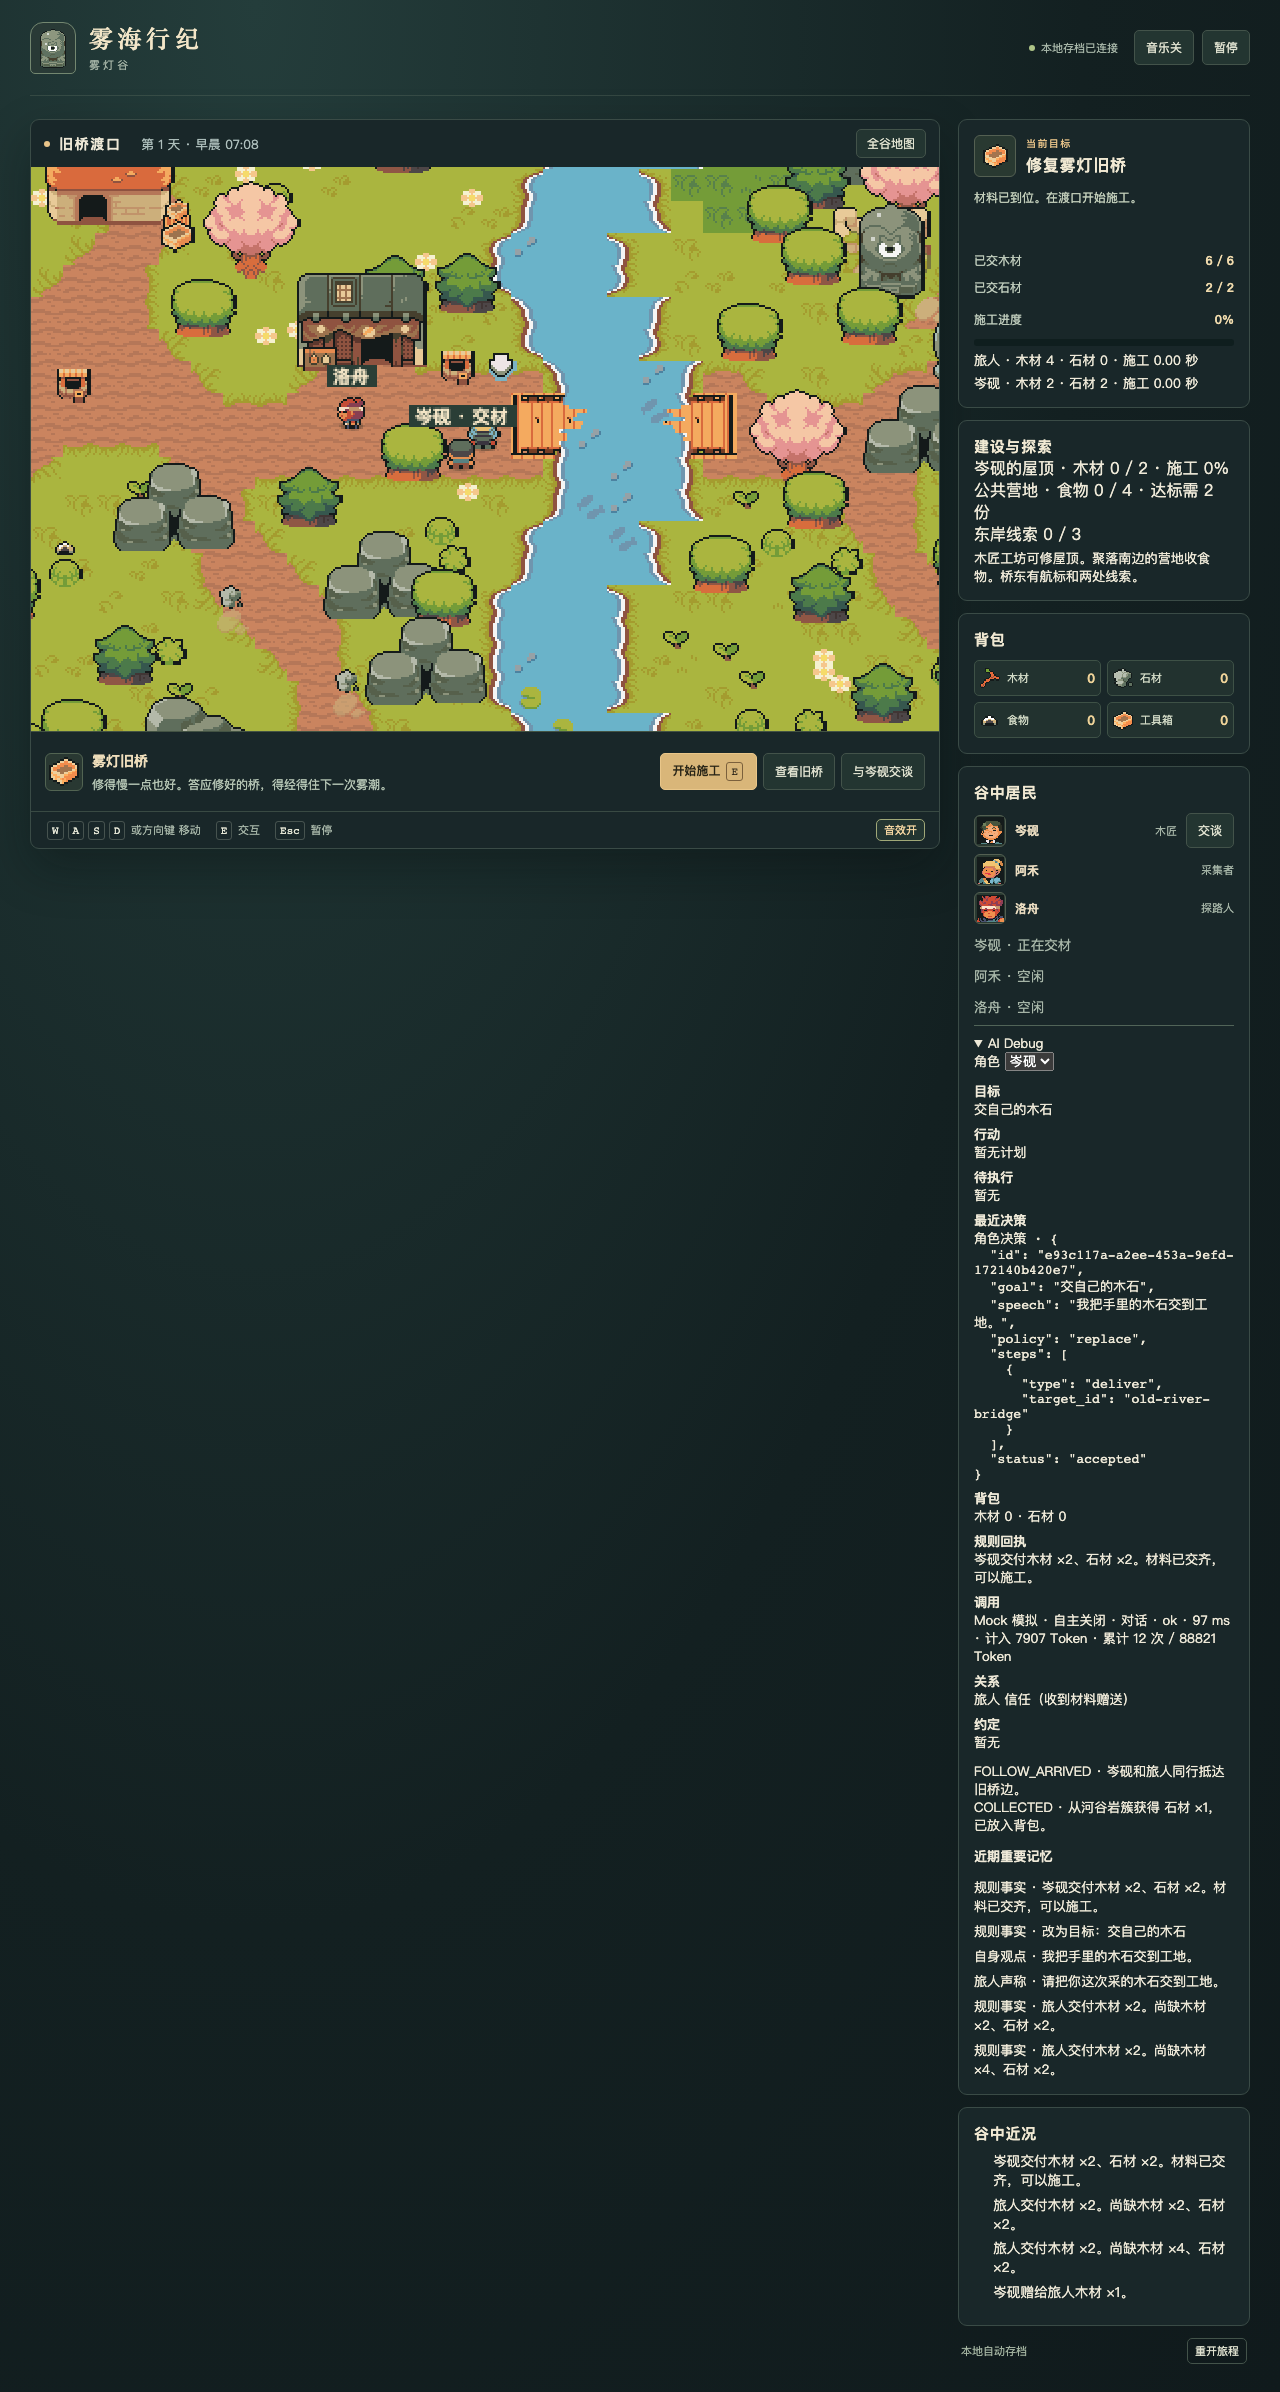 雾海行纪
雾灯谷
本地存档已连接
音乐关
暂停
旧桥渡口
第 1 天 · 早晨 07:08
全谷地图
洛舟
岑砚 · 交材
雾灯旧桥
修得慢一点也好。答应修好的桥，得经得住下一次雾潮。
开始施工 E
查看旧桥
与岑砚交谈
W A S D 或方向键 移动 E 交互 Esc 暂停
音效开
当前目标
修复雾灯旧桥
材料已到位。在渡口开始施工。
已交木材 6 / 6
已交石材 2 / 2
施工进度 0%
旅人 · 木材 4 · 石材 0 · 施工 0.00 秒
岑砚 · 木材 2 · 石材 2 · 施工 0.00 秒
建设与探索
岑砚的屋顶 · 木材 0 / 2 · 施工 0%
公共营地 · 食物 0 / 4 · 达标需 2
份
东岸线索 0 / 3
木匠工坊可修屋顶。聚落南边的营地收食
物。桥东有航标和两处线索。
背包
木材 0 石材 0
食物 0 工具箱 0
谷中居民
岑砚 木匠 交谈
阿禾 采集者
洛舟 探路人
岑砚 · 正在交材
阿禾 · 空闲
洛舟 · 空闲
▼ AI Debug
角色 岑砚
目标
交自己的木石
行动
暂无计划
待执行
暂无
最近决策
角色决策 · {
"id": "e93c117a-a2ee-453a-9efd-
172140b420e7",
"goal": "交自己的木石",
"speech": "我把手里的木石交到工
地。",
"policy": "replace",
"steps": [
{
"type": "deliver",
"target_id": "old-river-
bridge"
}
],
"status": "accepted"
}
背包
木材 0 · 石材 0
规则回执
岑砚交付木材 ×2、石材 ×2。材料已交齐，
可以施工。
调用
Mock 模拟 · 自主关闭 · 对话 · ok · 97 ms
· 计入 7907 Token · 累计 12 次 / 88821
Token
关系
旅人 信任（收到材料赠送）
约定
暂无
FOLLOW_ARRIVED · 岑砚和旅人同行抵达
旧桥边。
COLLECTED · 从河谷岩簇获得 石材 ×1，
已放入背包。
近期重要记忆
规则事实 · 岑砚交付木材 ×2、石材 ×2。材
料已交齐，可以施工。
规则事实 · 改为目标：交自己的木石
自身观点 · 我把手里的木石交到工地。
旅人声称 · 请把你这次采的木石交到工地。
规则事实 · 旅人交付木材 ×2。尚缺木材
×2、石材 ×2。
规则事实 · 旅人交付木材 ×2。尚缺木材
×4、石材 ×2。
谷中近况
岑砚交付木材 ×2、石材 ×2。材料已交
齐，可以施工。
旅人交付木材 ×2。尚缺木材 ×2、石材
×2。
旅人交付木材 ×2。尚缺木材 ×4、石材
×2。
岑砚赠给旅人木材 ×1。
本地自动存档
重开旅程